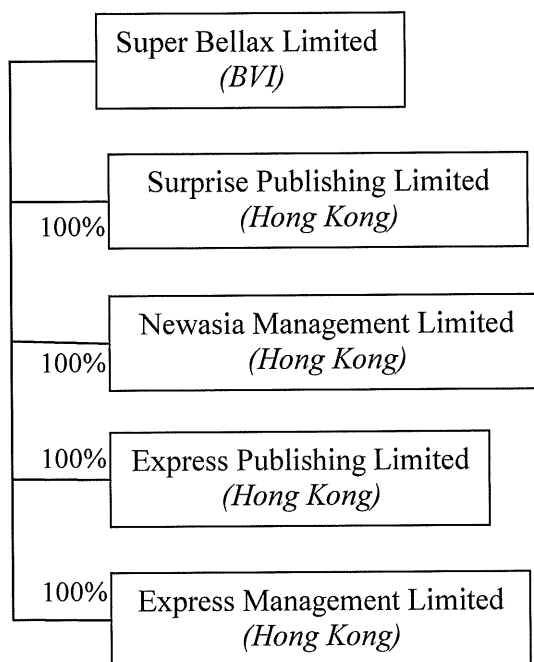 Super Bellax Limited
(BVI)
Surprise Publishing Limited
(Hong Kong)
100%
Newasia Management Limited
(Hong Kong)
100%
100%
Express Publishing Limited
(Hong Kong)
100%
Express Management Limited
(Hong Kong)